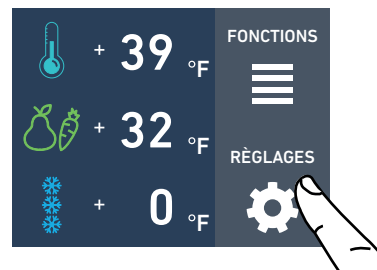 + 39 °F
FONCTIONS
+ 32 °F
RÈGLAGES
+ 0 °F